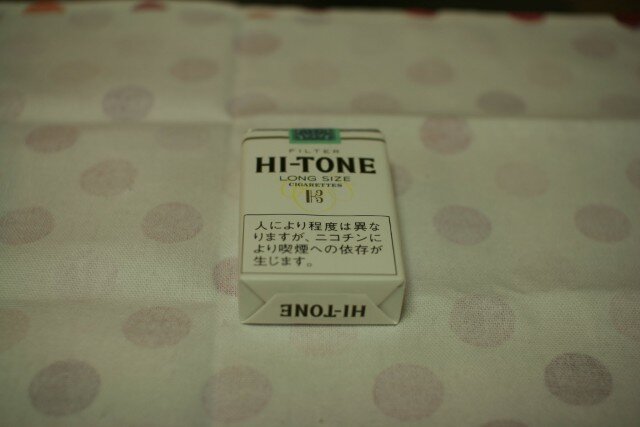 FILTER
HI-TONE
LONG SIZE
CIGARETTES
人により程度は異な
りますが、ニコチンに
より喫煙への依存が
生じます。
HI-TONE